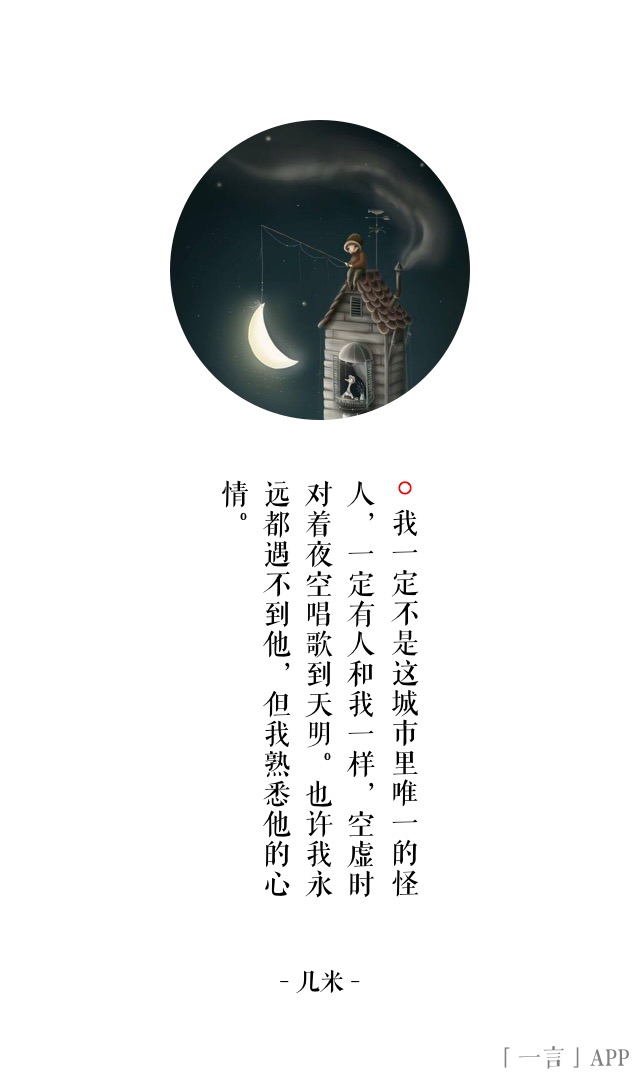 我一定不是这城市里唯一的怪
人，一定有人和我一样，空虚时
对着夜空唱歌到天明。也许我永
远都遇不到他，但我熟悉他的心
情。
- 几米 -
「一言」APP